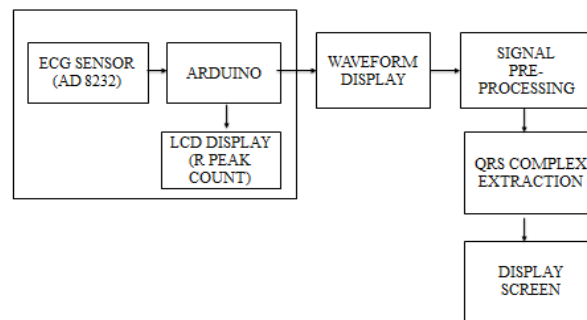 ECG SENSOR
(AD 8232)
ARDUINO
LCD DISPLAY
(R PEAK
COUNT)
WAVEFORM
DISPLAY
SIGNAL
PRE-
PROCESSING
QRS COMPLEX
EXTRACTION
DISPLAY
SCREEN